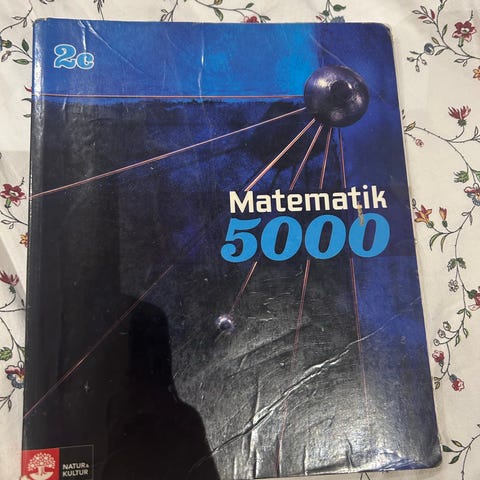 2c
Matematik
5000
NATUR &
KULTUR